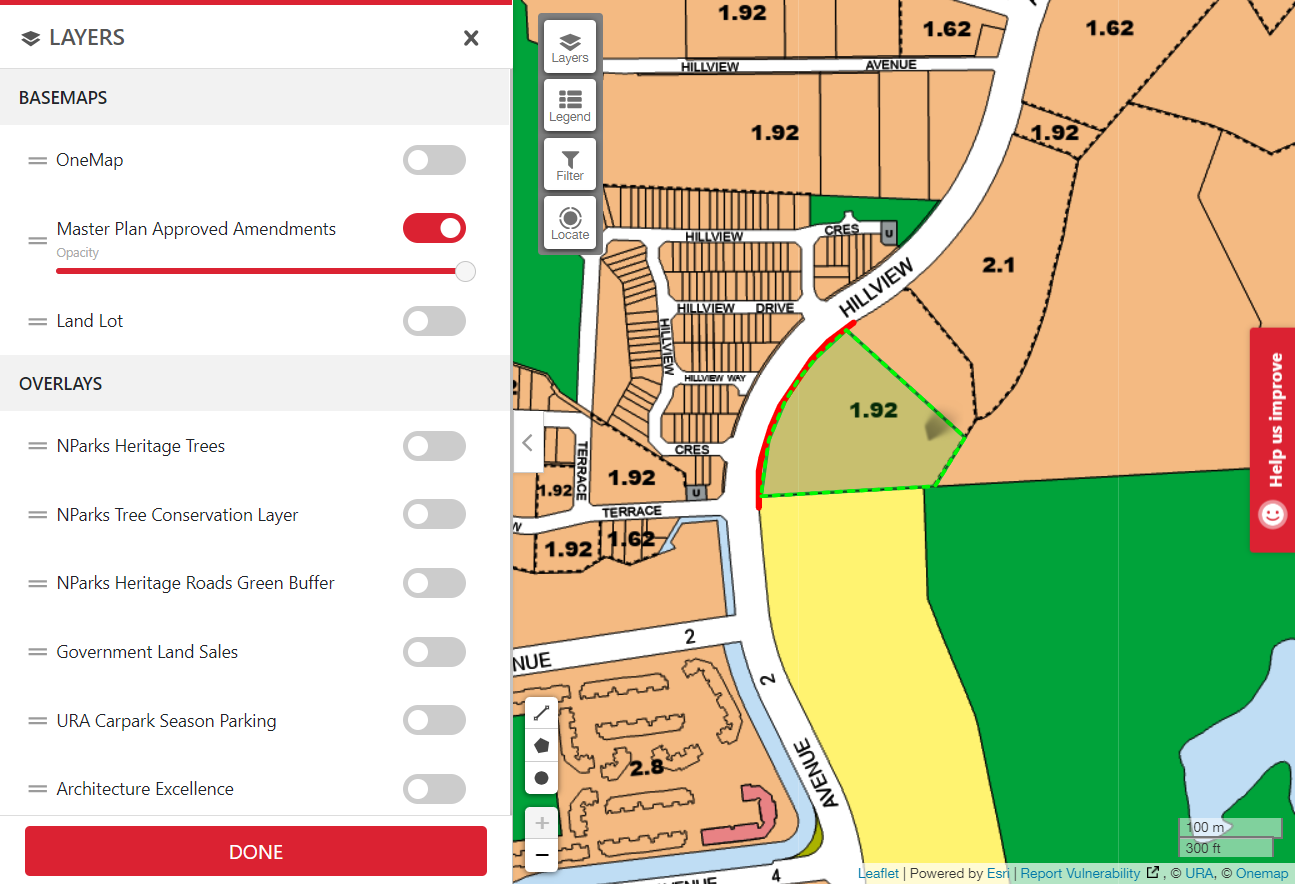 LAYERS
BASEMAPS
OneMap
Master Plan Approved Amendments
Opacity
Land Lot
OVERLAYS
NParks Heritage Trees
NParks Tree Conservation Layer
NParks Heritage Roads Green Buffer
Government Land Sales
URA Carpark Season Parking
Architecture Excellence
DONE
Layers
Legend
Filter
Locate
1.92
1.62
1.62
HILLVIEW AVENUE
1.92
1.92
HILLVIEW CRES
U
2.1
HILLVIEW
HILLVIEW DRIVE
HILLVIEW
HILLVIEW WAY
1.92
CRES
TERRACE
1.92
1.92
U
TERRACE
1.92
1.62
2
NUE
2
AVENUE
2.8
4
AVENUE
Help us improve
100 m
300 ft
Leaflet | Powered by Esri | Report Vulnerability , © URA, © Onemap